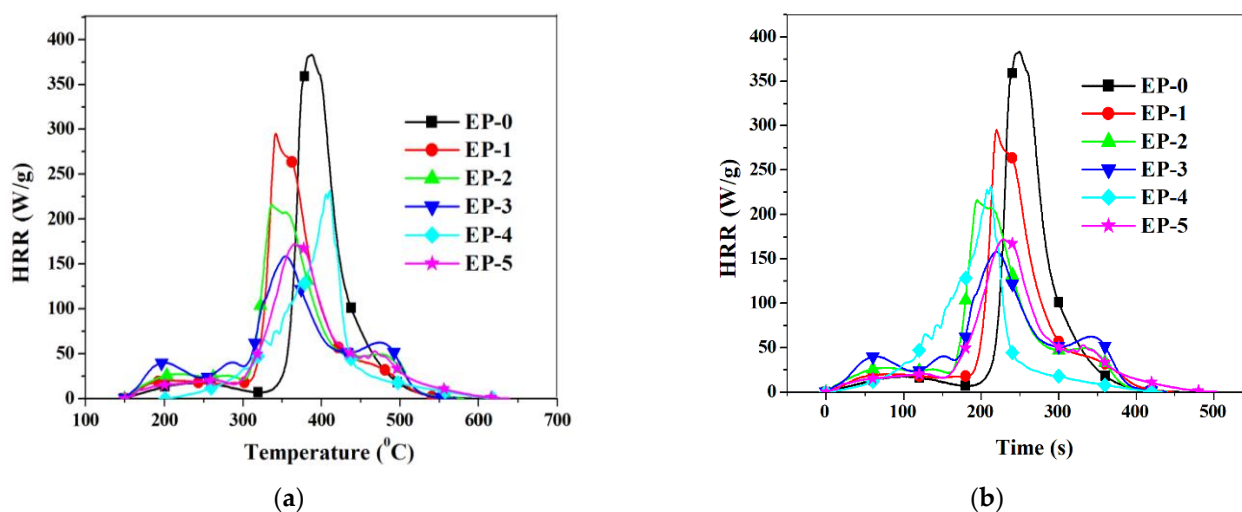 400
350
300
250
200
150
100
50
0
HRR (W/g)
EP-0
EP-1
EP-2
EP-3
EP-4
EP-5
100 200 300 400 500 600 700
Temperature (⁰C)
(a)
400
350
300
250
200
150
100
50
0
HRR (W/g)
EP-0
EP-1
EP-2
EP-3
EP-4
EP-5
0 100 200 300 400 500
Time (s)
(b)